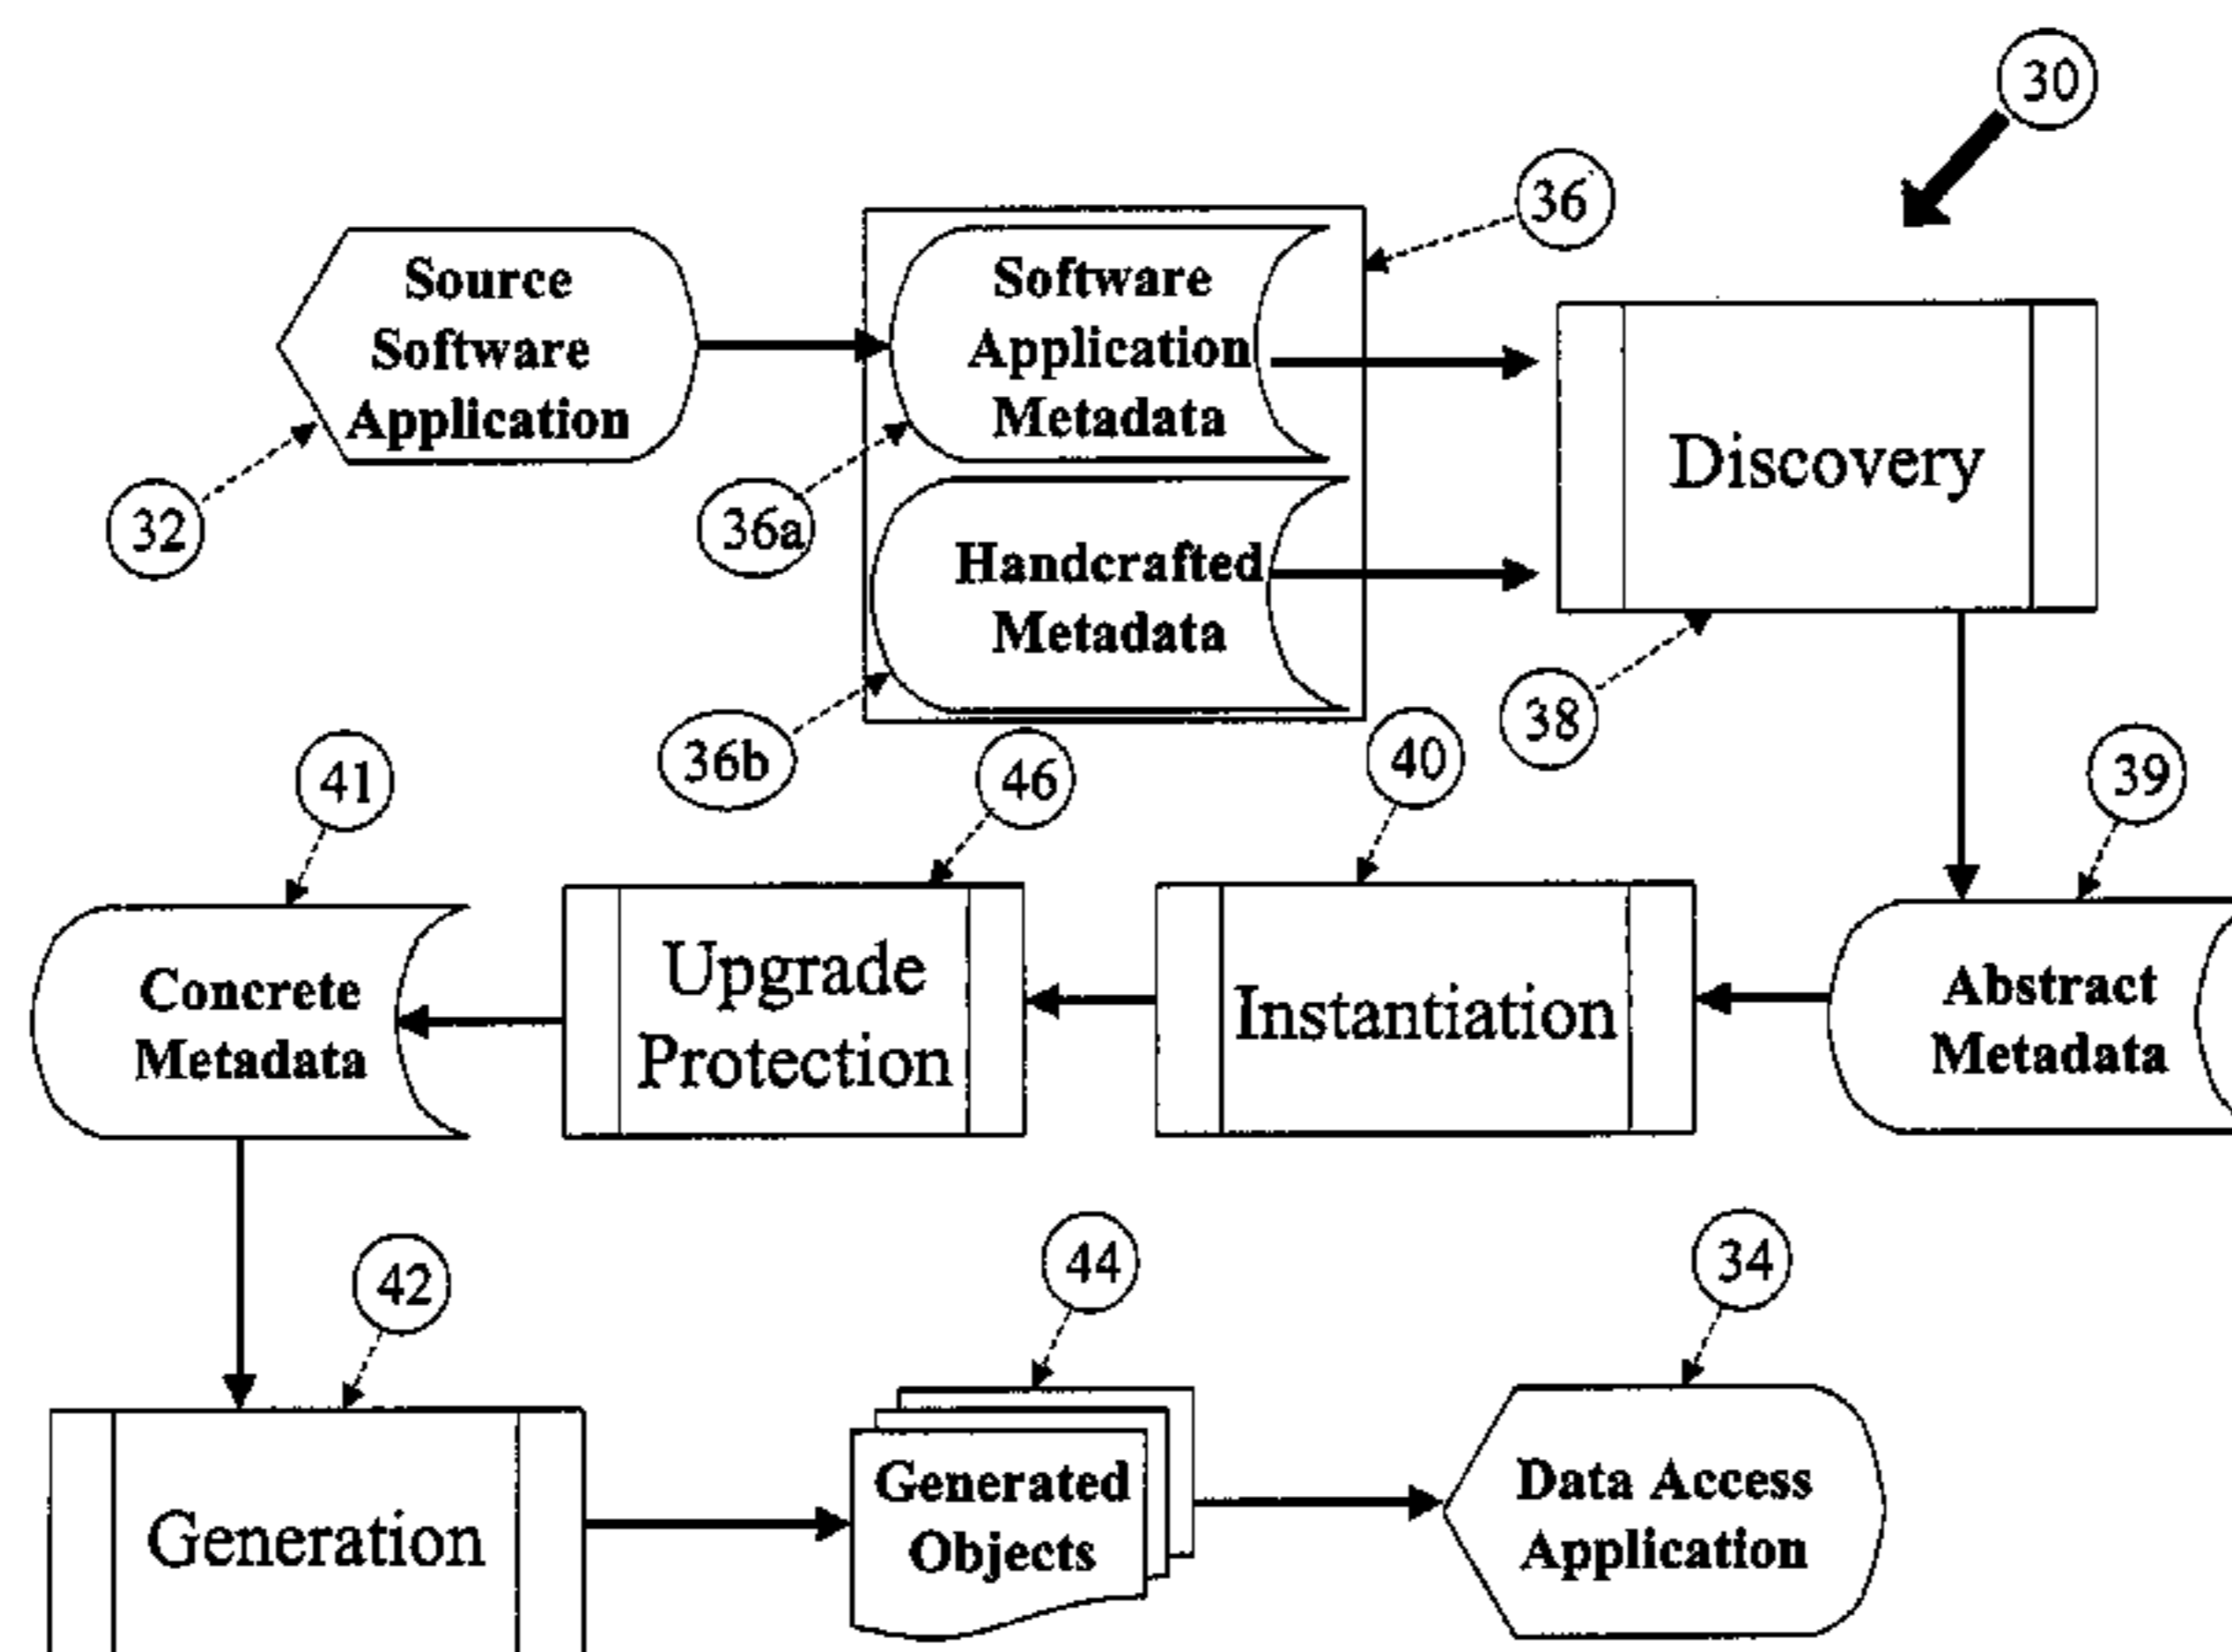 30
36
Source
Software
Application
Software
Application
Metadata
Discovery
32
36a
Handcrafted
Metadata
36b
38
41
46
40
39
Concrete
Metadata
Upgrade
Protection
Instantiation
Abstract
Metadata
42
44
34
Generation
Generated
Objects
Data Access
Application